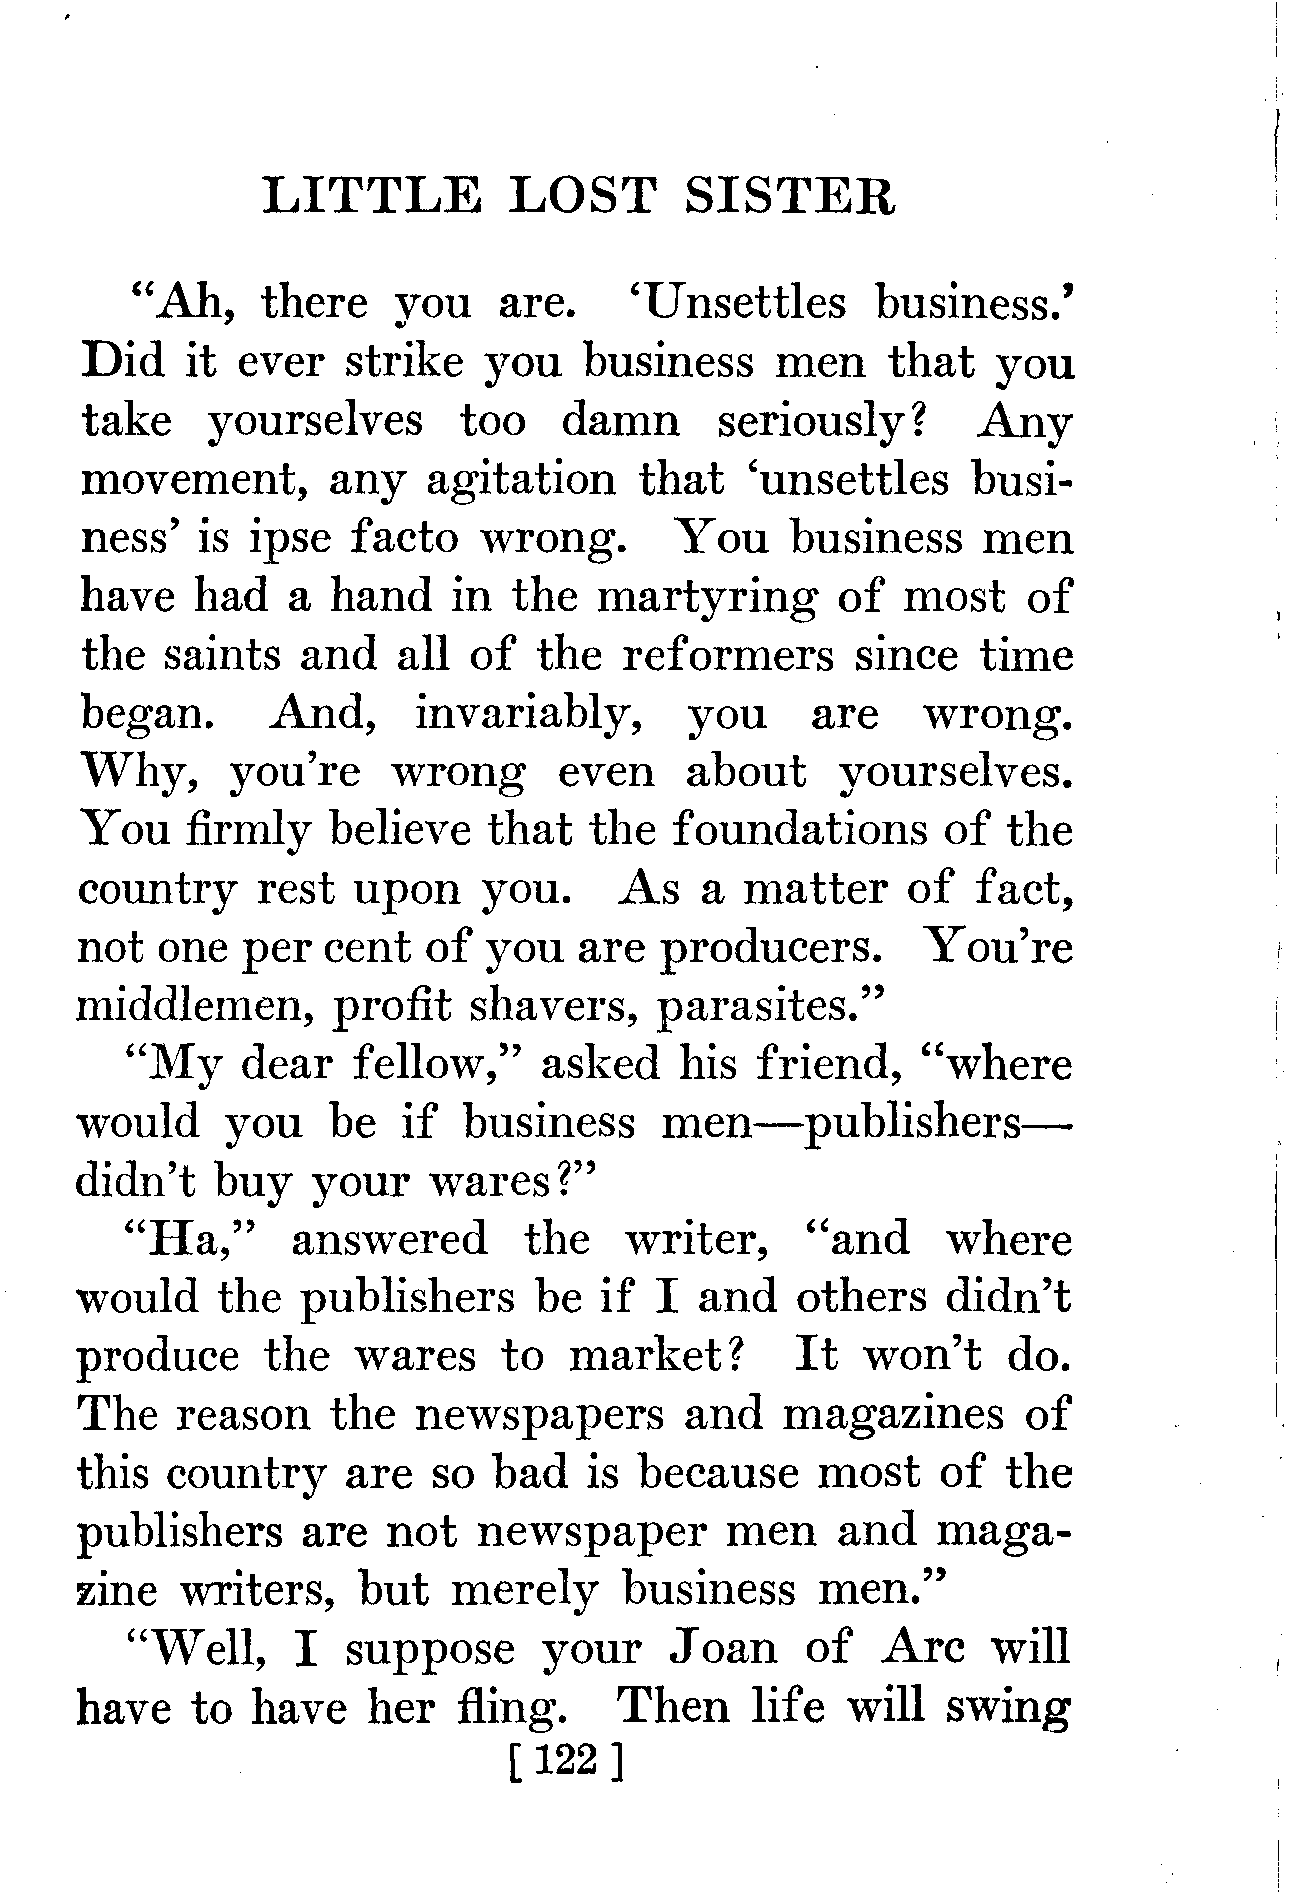 LITTLE LOST SISTER
“Ah, there you are. ‘Unsettles business.’
Did it ever strike you business men that you
take yourselves too damn seriously? Any
movement, any agitation that ‘unsettles busi-
ness’ is ipse facto wrong. You business men
have had a hand in the martyring of most of
the saints and all of the reformers since time
began. And, invariably, you are wrong.
Why, you’re wrong even about yourselves.
You firmly believe that the foundations of the
country rest upon you. As a matter of fact,
not one per cent of you are producers. You’re
middlemen, profit shavers, parasites.”
“My dear fellow,” asked his friend, “where
would you be if business men—publishers—
didn’t buy your wares?”
“Ha,” answered the writer, “and where
would the publishers be if I and others didn’t
produce the wares to market? It won’t do.
The reason the newspapers and magazines of
this country are so bad is because most of the
publishers are not newspaper men and maga-
zine writers, but merely business men.”
“Well, I suppose your Joan of Arc will
have to have her fling. Then life will swing
[ 122 ]